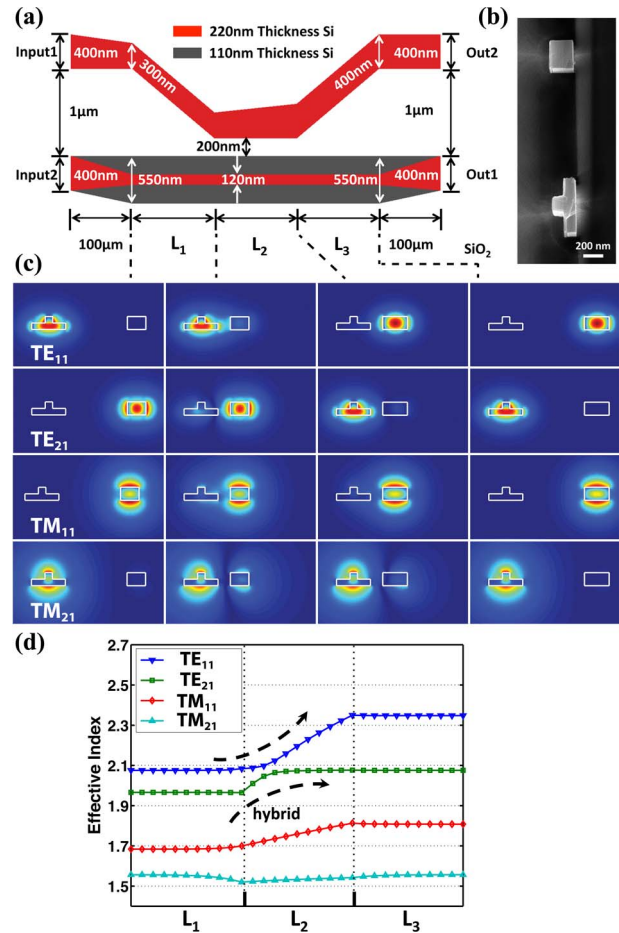 (a)
220nm Thickness Si
110nm Thickness Si
Input1
400nm
300nm
400nm
400nm
Out2
1μm
1μm
200nm
Input2
400nm
550nm
120nm
550nm
400nm
Out1
100μm
L1
L2
L3
100μm
SiO2
(b)
200 nm
(c)
TE11
TE21
TM11
TM21
(d)
2.7
2.5
2.3
2.1
1.9
1.7
1.5
Effective Index
TE11
TE21
TM11
TM21
hybrid
L1
L2
L3